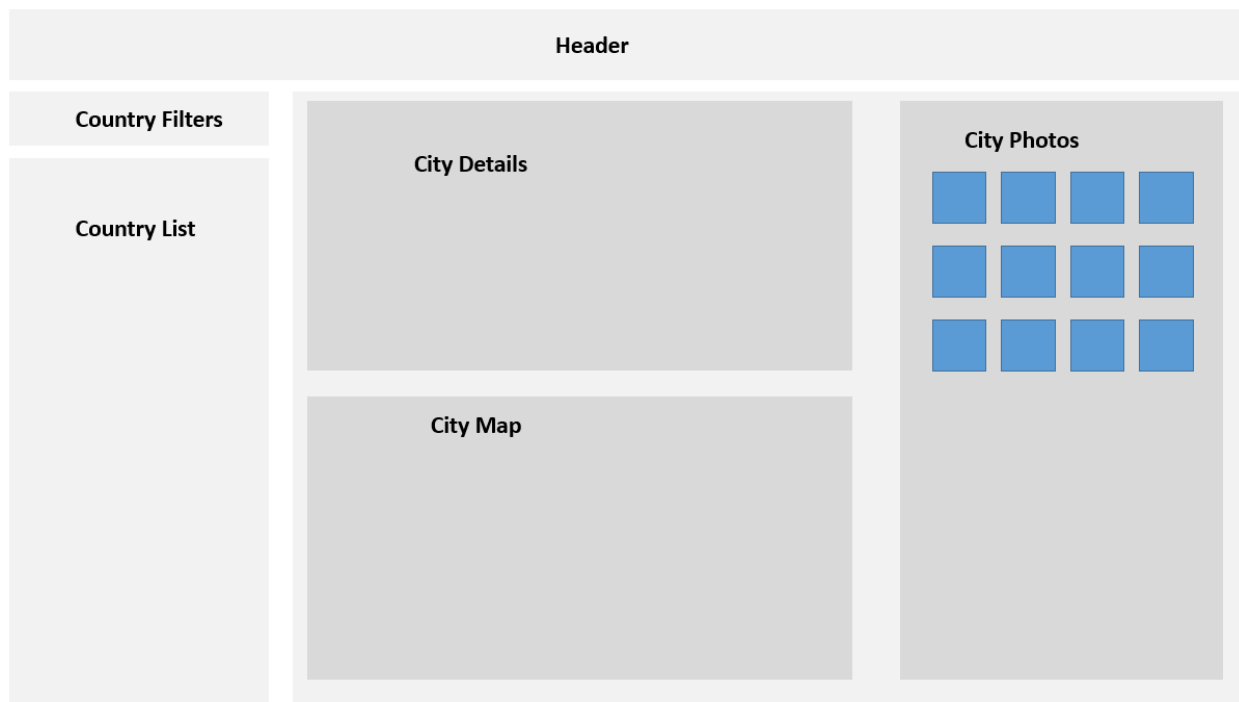 Header
Country Filters
Country List
City Details
City Map
City Photos